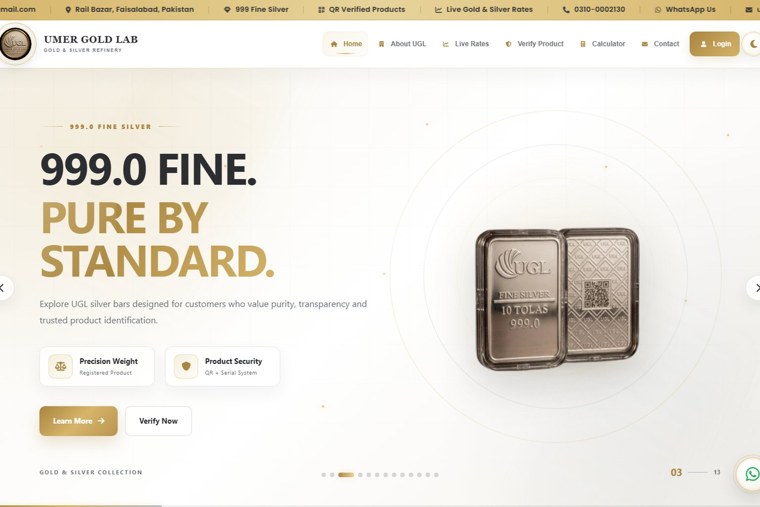 mail.com Rail Bazar, Faisalabad, Pakistan 999 Fine Silver QR Verified Products Live Gold & Silver Rates 0310-0002130 WhatsApp Us
UMER GOLD LAB
GOLD & SILVER REFINERY
Home About UGL Live Rates Verify Product Calculator Contact Login
999.0 FINE SILVER
999.0 FINE.
PURE BY
STANDARD.
Explore UGL silver bars designed for customers who value purity, transparency and
trusted product identification.
Precision Weight
Registered Product
Product Security
QR + Serial System
Learn More
Verify Now
UGL
FINE SILVER
10 TOLAS
999.0
GOLD & SILVER COLLECTION
03 13